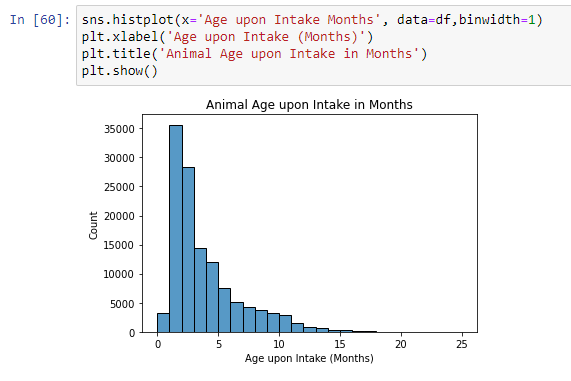 In [60]: sns.histplot(x='Age upon Intake Months', data=df,binwidth=1)
plt.xlabel('Age upon Intake (Months)')
plt.title('Animal Age upon Intake in Months')
plt.show()
Animal Age upon Intake in Months
35000
30000
25000
20000
15000
10000
5000
0
Count
0 5 10 15 20 25
Age upon Intake (Months)